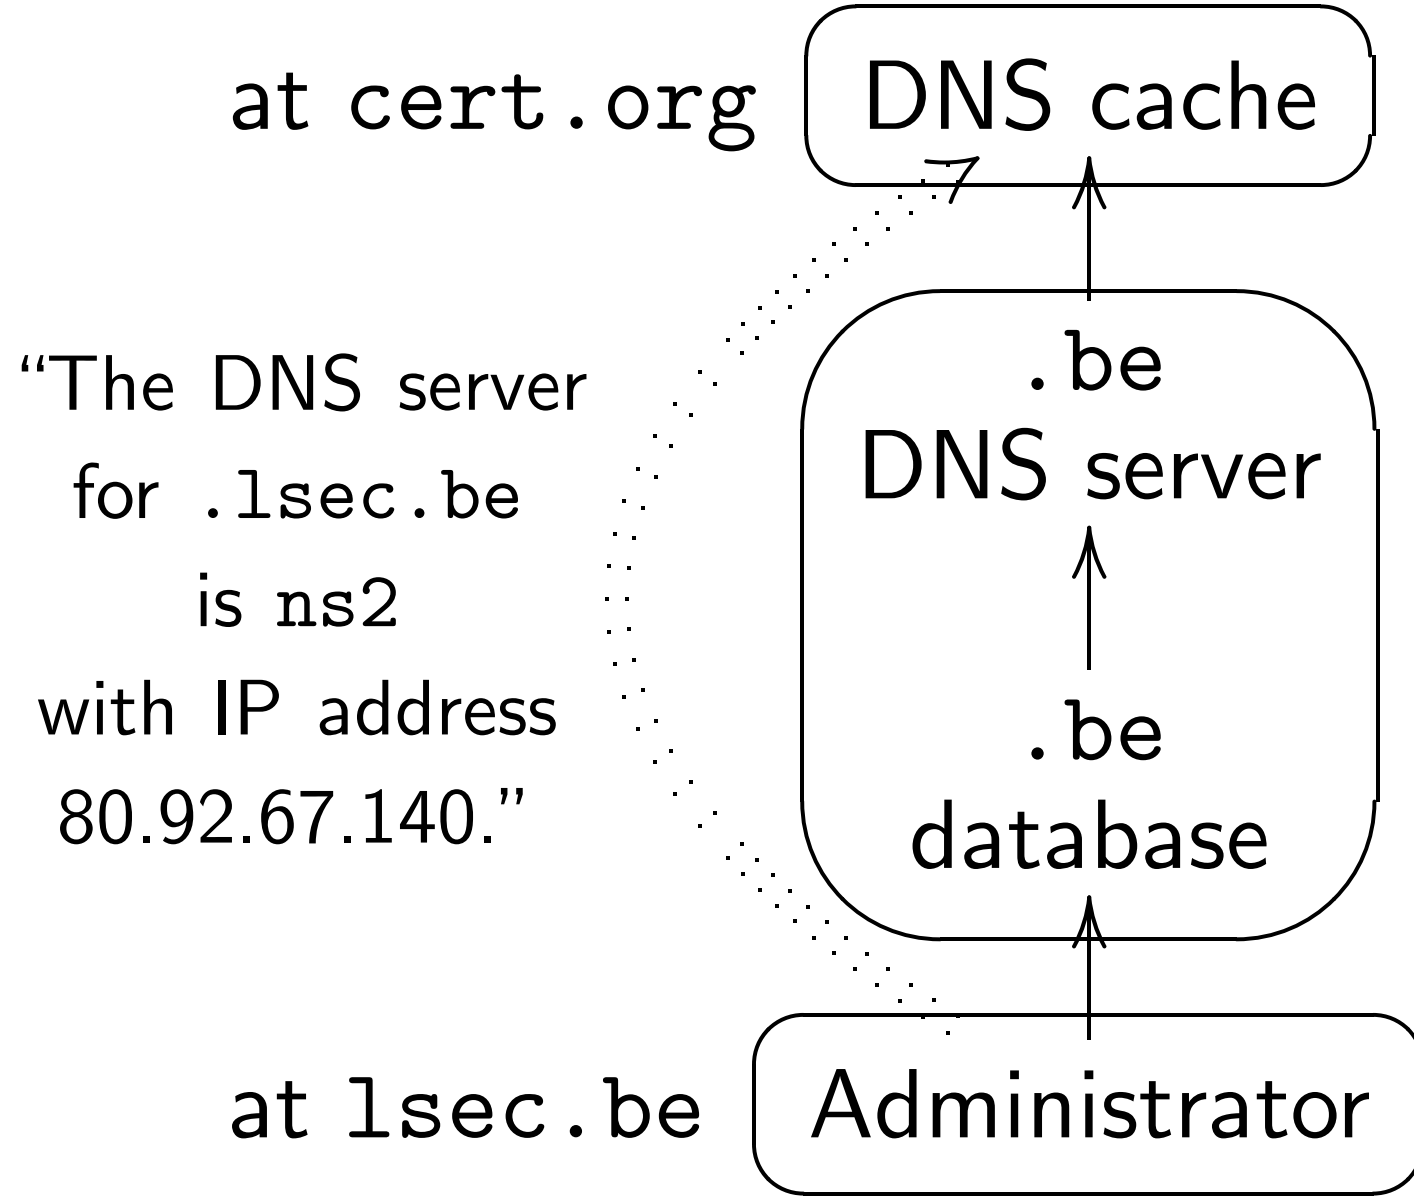 at cert.org DNS cache
“The DNS server
for .lsec.be
is ns2
with IP address
80.92.67.140.”
.be
DNS server
.be
database
at lsec.be Administrator